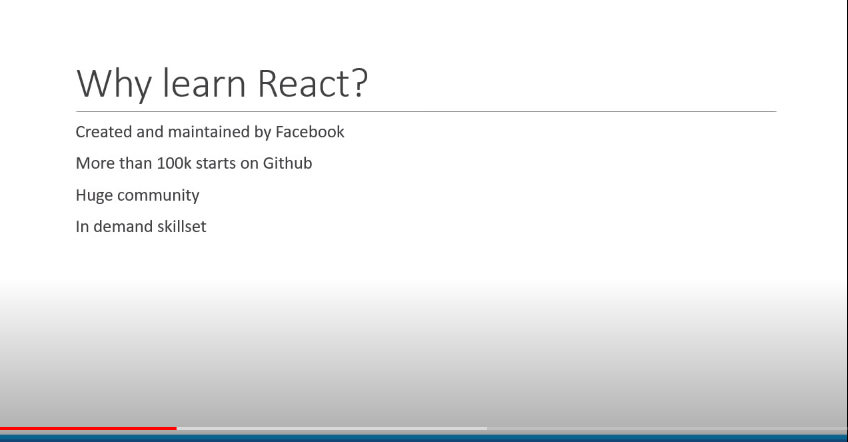 Why learn React?
Created and maintained by Facebook
More than 100k starts on Github
Huge community
In demand skillset